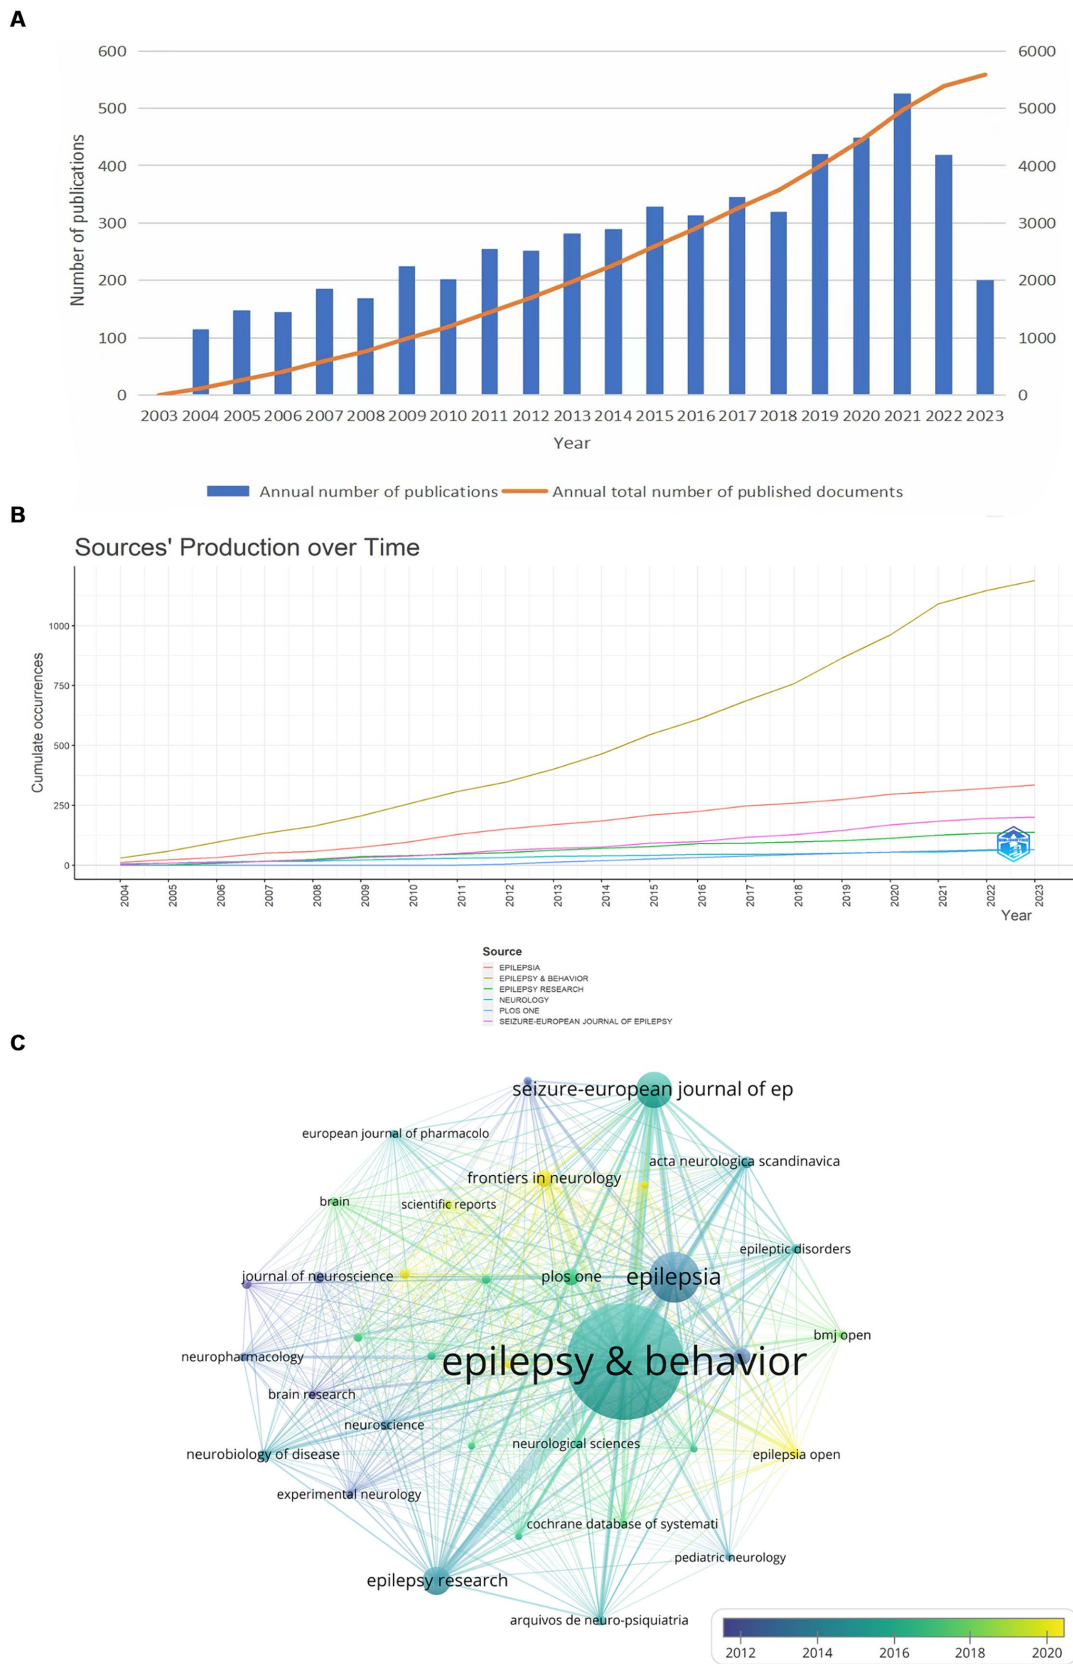 A
600
500
400
300
200
100
0
6000
5000
4000
3000
2000
1000
0
Number of publications
2003 2004 2005 2006 2007 2008 2009 2010 2011 2012 2013 2014 2015 2016 2017 2018 2019 2020 2021 2022 2023
Year
Annual number of publications
Annual total number of published documents
B
Sources' Production over Time
1000
750
500
250
0
Cumulate occurrences
2004 2005 2006 2007 2008 2009 2010 2011 2012 2013 2014 2015 2016 2017 2018 2019 2020 2021 2022 2023
Year
Source
EPILEPSIA
EPILEPSY & BEHAVIOR
EPILEPSY RESEARCH
NEUROLOGY
PLOS ONE
SEIZURE-EUROPEAN JOURNAL OF EPILEPSY
C
seizure-european journal of ep
european journal of pharmacolo
acta neurologica scandinavica
frontiers in neurology
brain
scientific reports
epileptic disorders
journal of neuroscience
plos one
epilepsia
bmj open
neuropharmacology
epilepsy & behavior
brain research
neuroscience
neurological sciences
neurobiology of disease
epilepsia open
experimental neurology
cochrane database of systemati
pediatric neurology
epilepsy research
arquivos de neuro-psiquiatria
2012 2014 2016 2018 2020